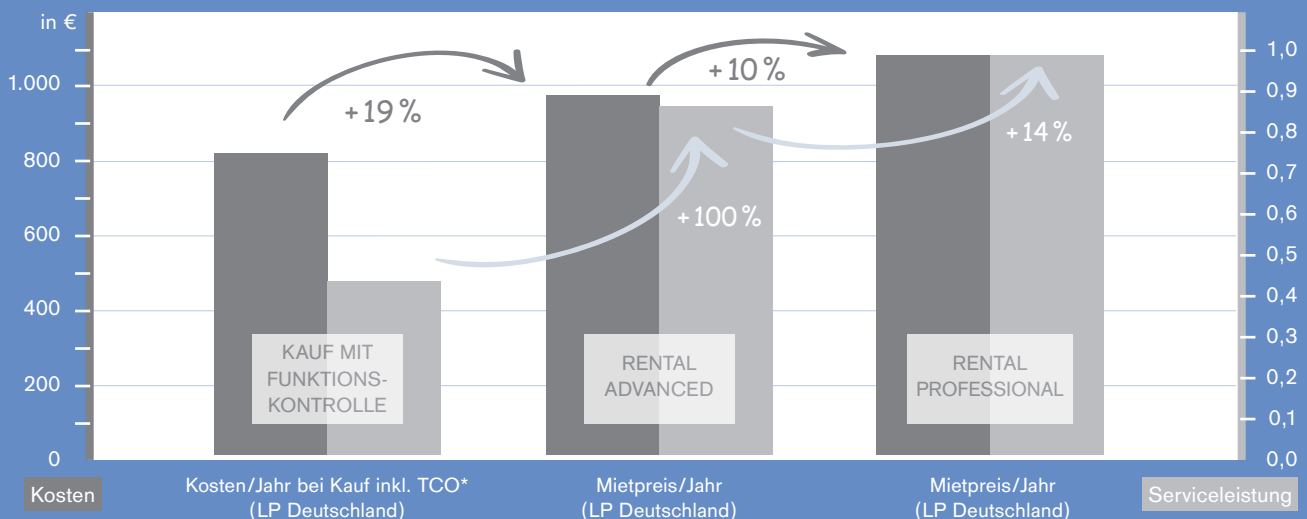 in €
1.000
800
600
400
200
0
1,0
0,9
0,8
0,7
0,6
0,5
0,4
0,3
0,2
0,1
0,0
+19 %
+10 %
+100 %
+14 %
KAUF MIT
FUNKTIONS-
KONTROLLE
RENTAL
ADVANCED
RENTAL
PROFESSIONAL
Kosten
Kosten/Jahr bei Kauf inkl. TCO*
(LP Deutschland)
Mietpreis/Jahr
(LP Deutschland)
Mietpreis/Jahr
(LP Deutschland)
Serviceleistung